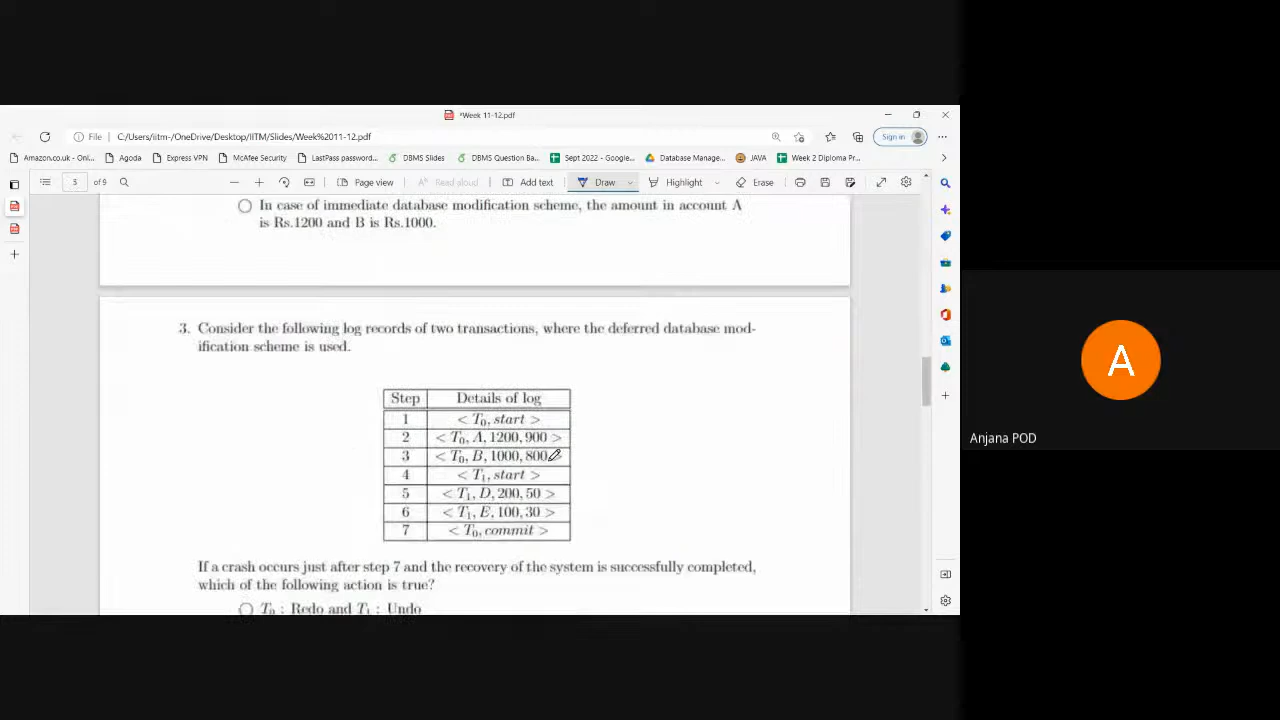 *Week 11-12.pdf
File
C:/Users/iitm-/OneDrive/Desktop/IITM/Slides/Week%2011-12.pdf
Sign in
Amazon.co.uk - Onl...
Agoda
Express VPN
McAfee Security
LastPass password...
DBMS Slides
DBMS Question Ba...
Sept 2022 - Google...
Database Manage...
JAVA
Week 2 Diploma Pr...
5 of 9
Page view
Read aloud
Add text
Draw
Highlight
Erase
In case of immediate database modification scheme, the amount in account A
is Rs.1200 and B is Rs.1000.
3. Consider the following log records of two transactions, where the deferred database mod-
ification scheme is used.
Step Details of log
1 < T₀, start >
2 < T₀, A, 1200, 900 >
3 < T₀, B, 1000, 800
4 < T₁, start >
5 < T₁, D, 200, 50 >
6 < T₁, E, 100, 30 >
7 < T₀, commit >
If a crash occurs just after step 7 and the recovery of the system is successfully completed,
which of the following action is true?
T₀ : Redo and T₁ : Undo
A
Anjana POD